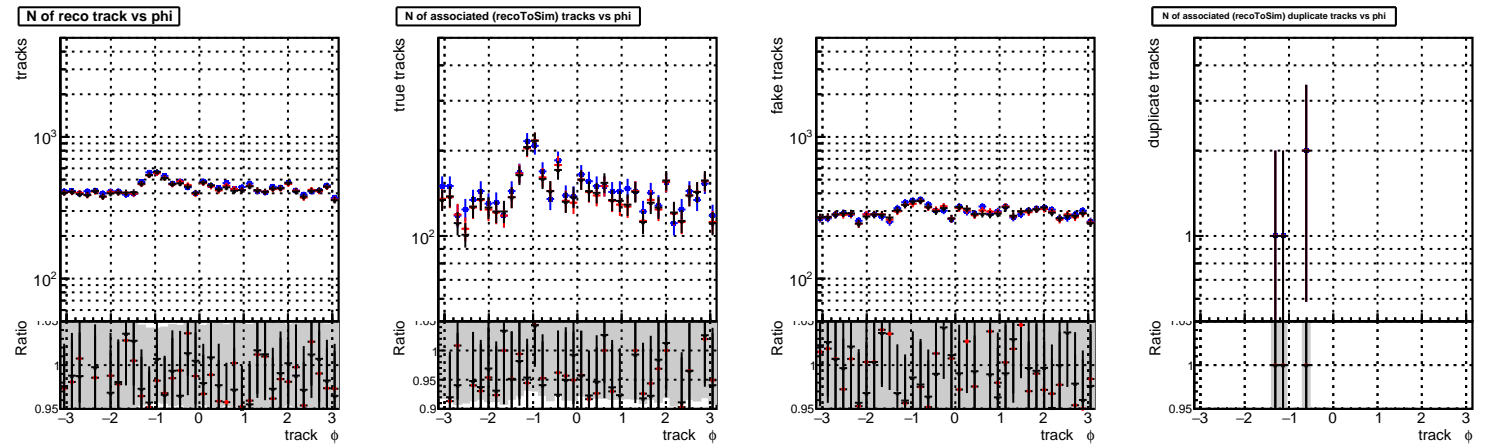 N of reco track vs phi
tracks
10³
10²
Ratio
1
0.95
−3 −2 −1 0 1 2 3
track ϕ
N of associated (recoToSim) tracks vs phi
true tracks
10²
Ratio
1
0.95
0.9
−3 −2 −1 0 1 2 3
track ϕ
fake tracks
10³
10²
Ratio
1
0.95
−3 −2 −1 0 1 2 3
track ϕ
N of associated (recoToSim) duplicate tracks vs phi
duplicate tracks
1
Ratio
1
0.95
−3 −2 −1 0 1 2 3
track ϕ